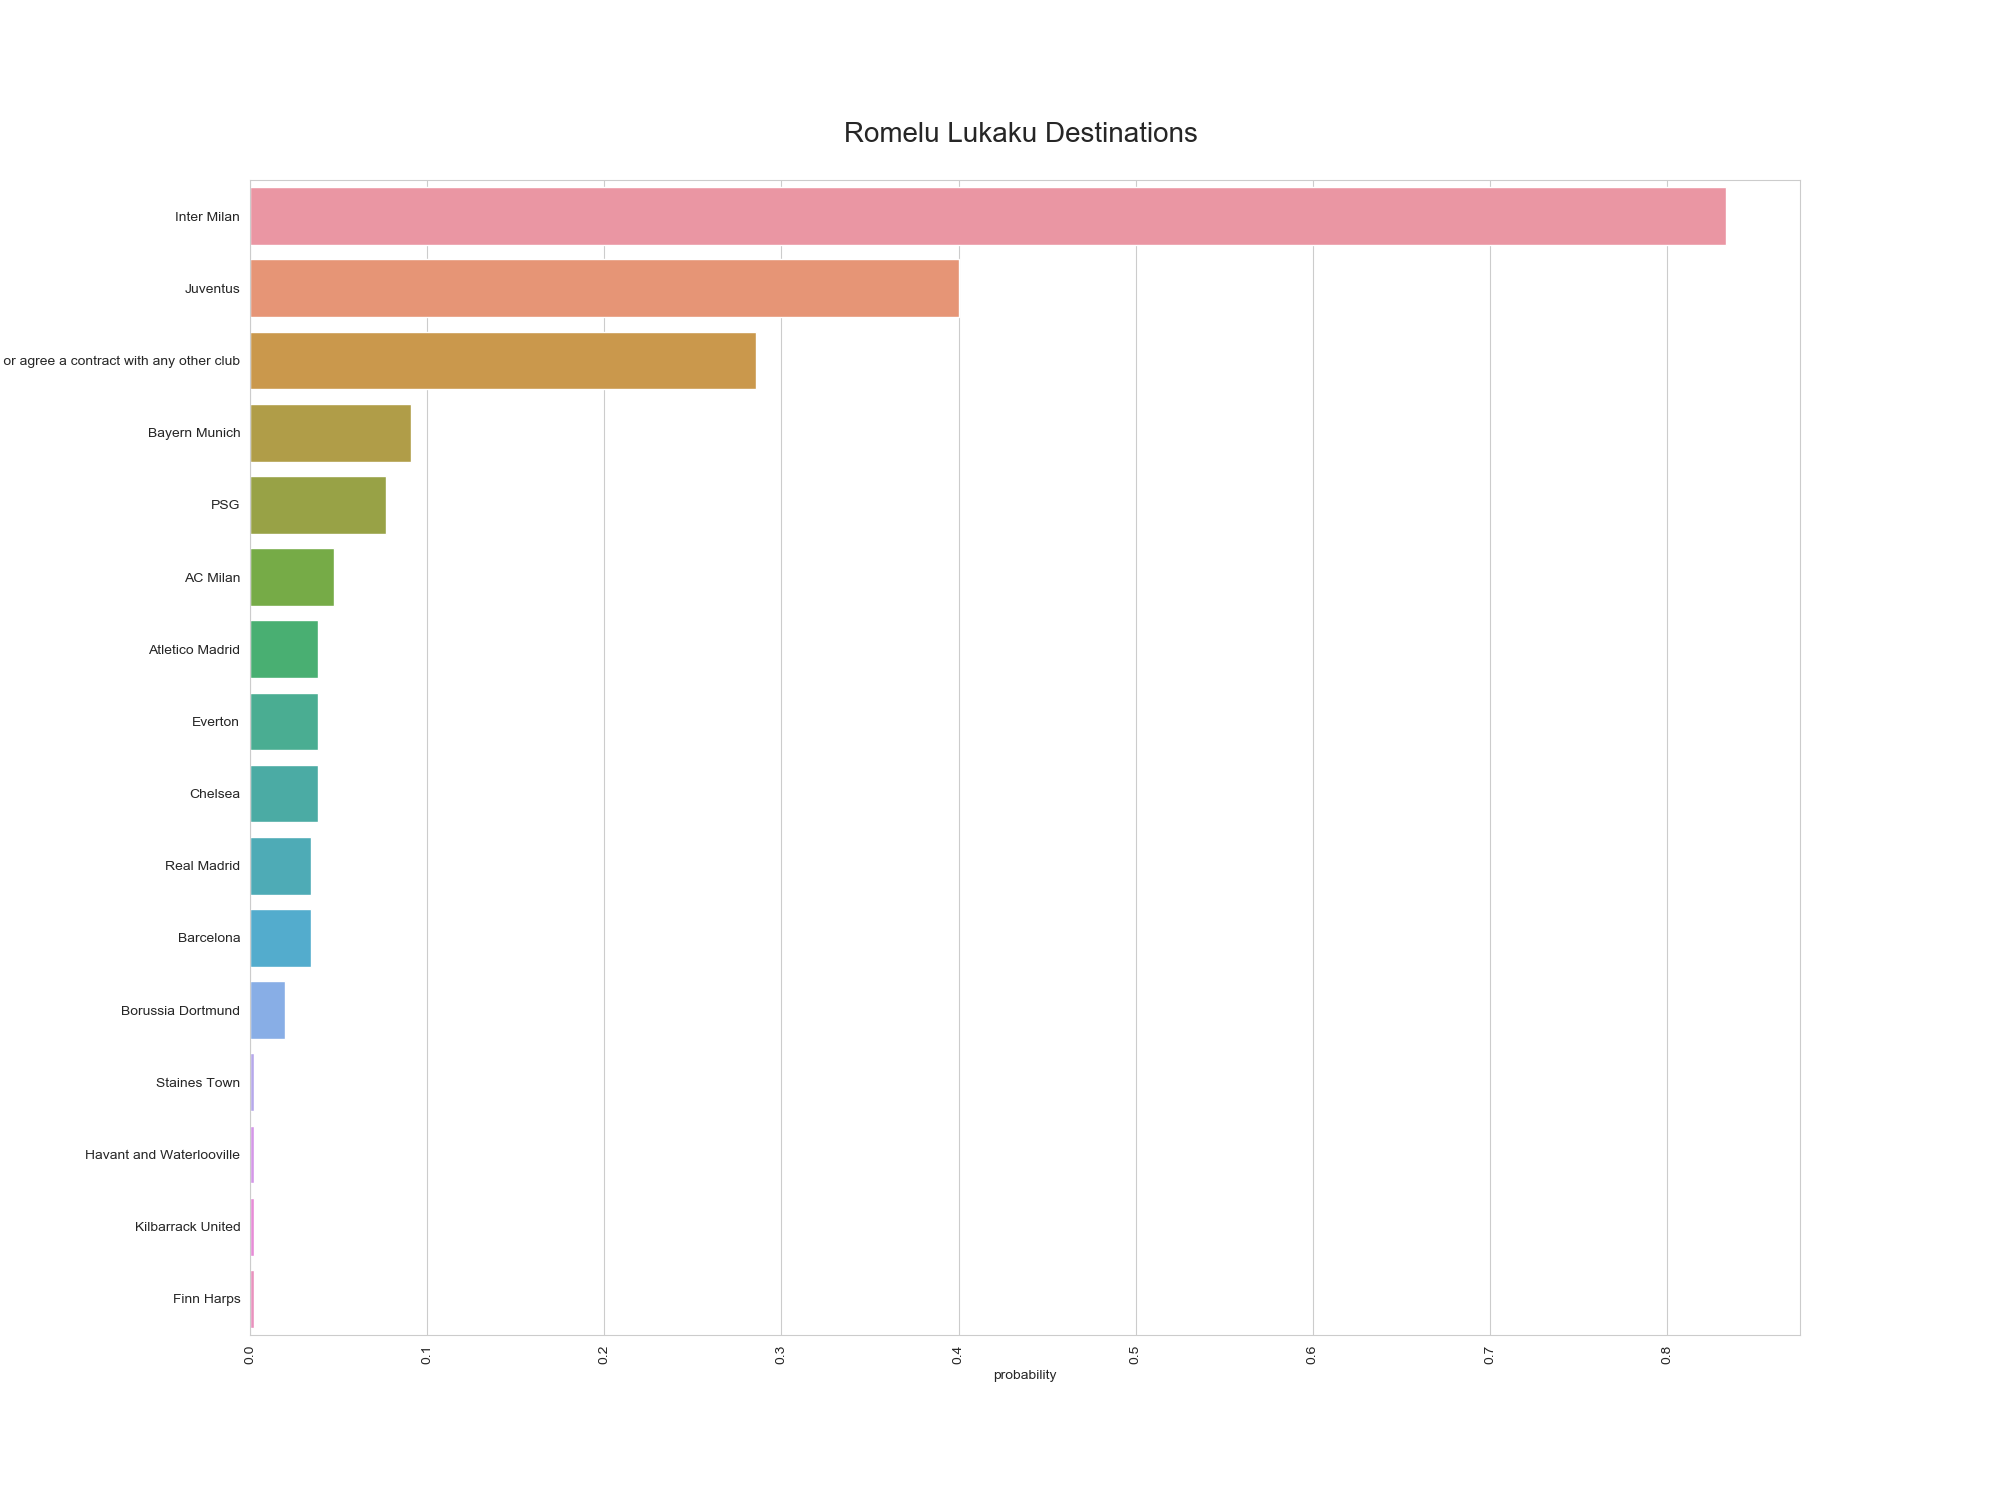 Romelu Lukaku Destinations
Inter Milan
Juventus
or agree a contract with any other club
Bayern Munich
PSG
AC Milan
Atletico Madrid
Everton
Chelsea
Real Madrid
Barcelona
Borussia Dortmund
Staines Town
Havant and Waterlooville
Kilbarrack United
Finn Harps
0.0 0.1 0.2 0.3 0.4 0.5 0.6 0.7 0.8
probability